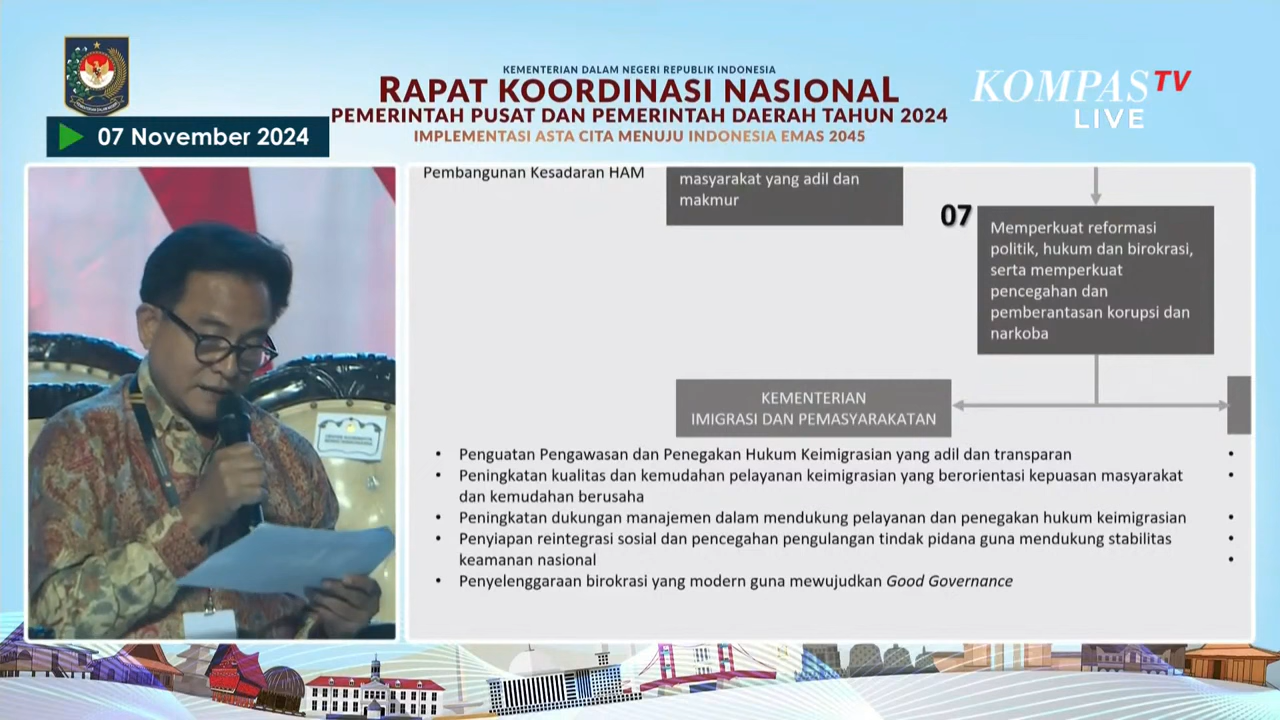 KEMENTERIAN DALAM NEGERI REPUBLIK INDONESIA
RAPAT KOORDINASI NASIONAL
PEMERINTAH PUSAT DAN PEMERINTAH DAERAH TAHUN 2024
IMPLEMENTASI ASTA CITA MENUJU INDONESIA EMAS 2045
KOMPAS TV
LIVE
07 November 2024
Pembangunan Kesadaran HAM
masyarakat yang adil dan
makmur
07
Memperkuat reformasi
politik, hukum dan birokrasi,
serta memperkuat
pencegahan dan
pemberantasan korupsi dan
narkoba
KEMENTERIAN
IMIGRASI DAN PEMASYARAKATAN
• Penguatan Pengawasan dan Penegakan Hukum Keimigrasian yang adil dan transparan
• Peningkatan kualitas dan kemudahan pelayanan keimigrasian yang berorientasi kepuasan masyarakat
dan kemudahan berusaha
• Peningkatan dukungan manajemen dalam mendukung pelayanan dan penegakan hukum keimigrasian
• Penyiapan reintegrasi sosial dan pencegahan pengulangan tindak pidana guna mendukung stabilitas
keamanan nasional
• Penyelenggaraan birokrasi yang modern guna mewujudkan Good Governance